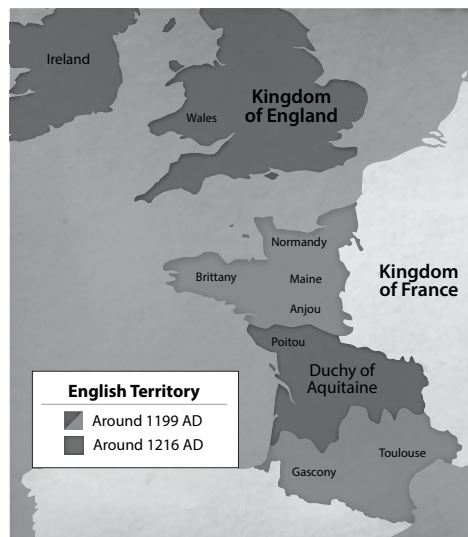 Ireland
Wales
Kingdom
of England
Normandy
Brittany
Maine
Anjou
Kingdom
of France
Poitou
Duchy of
Aquitaine
Toulouse
Gascony
English Territory
Around 1199 AD
Around 1216 AD